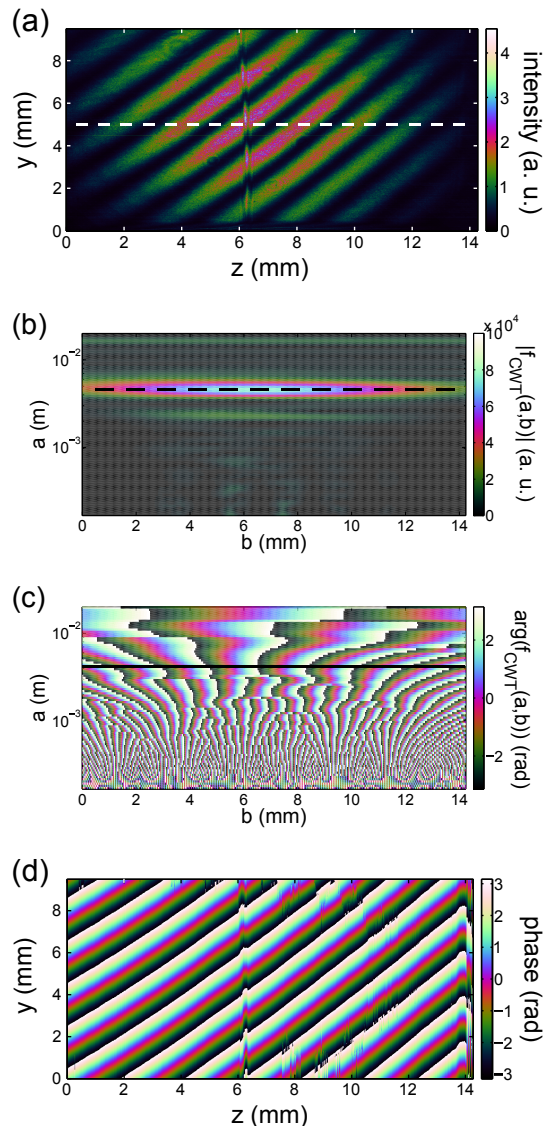 (a)
8
6
4
2
0
y (mm)
0 2 4 6 8 10 12 14
z (mm)
4
3
2
1
0
intensity (a. u.)
(b)
10⁻²
10⁻³
a (m)
0 2 4 6 8 10 12 14
b (mm)
x 10⁴
10
8
6
4
2
0
|f_CWT(a,b)| (a. u.)
(c)
10⁻²
10⁻³
a (m)
0 2 4 6 8 10 12 14
b (mm)
2
0
−2
arg(f_CWT(a,b)) (rad)
(d)
8
6
4
2
0
y (mm)
0 2 4 6 8 10 12 14
z (mm)
3
2
1
0
−1
−2
−3
phase (rad)